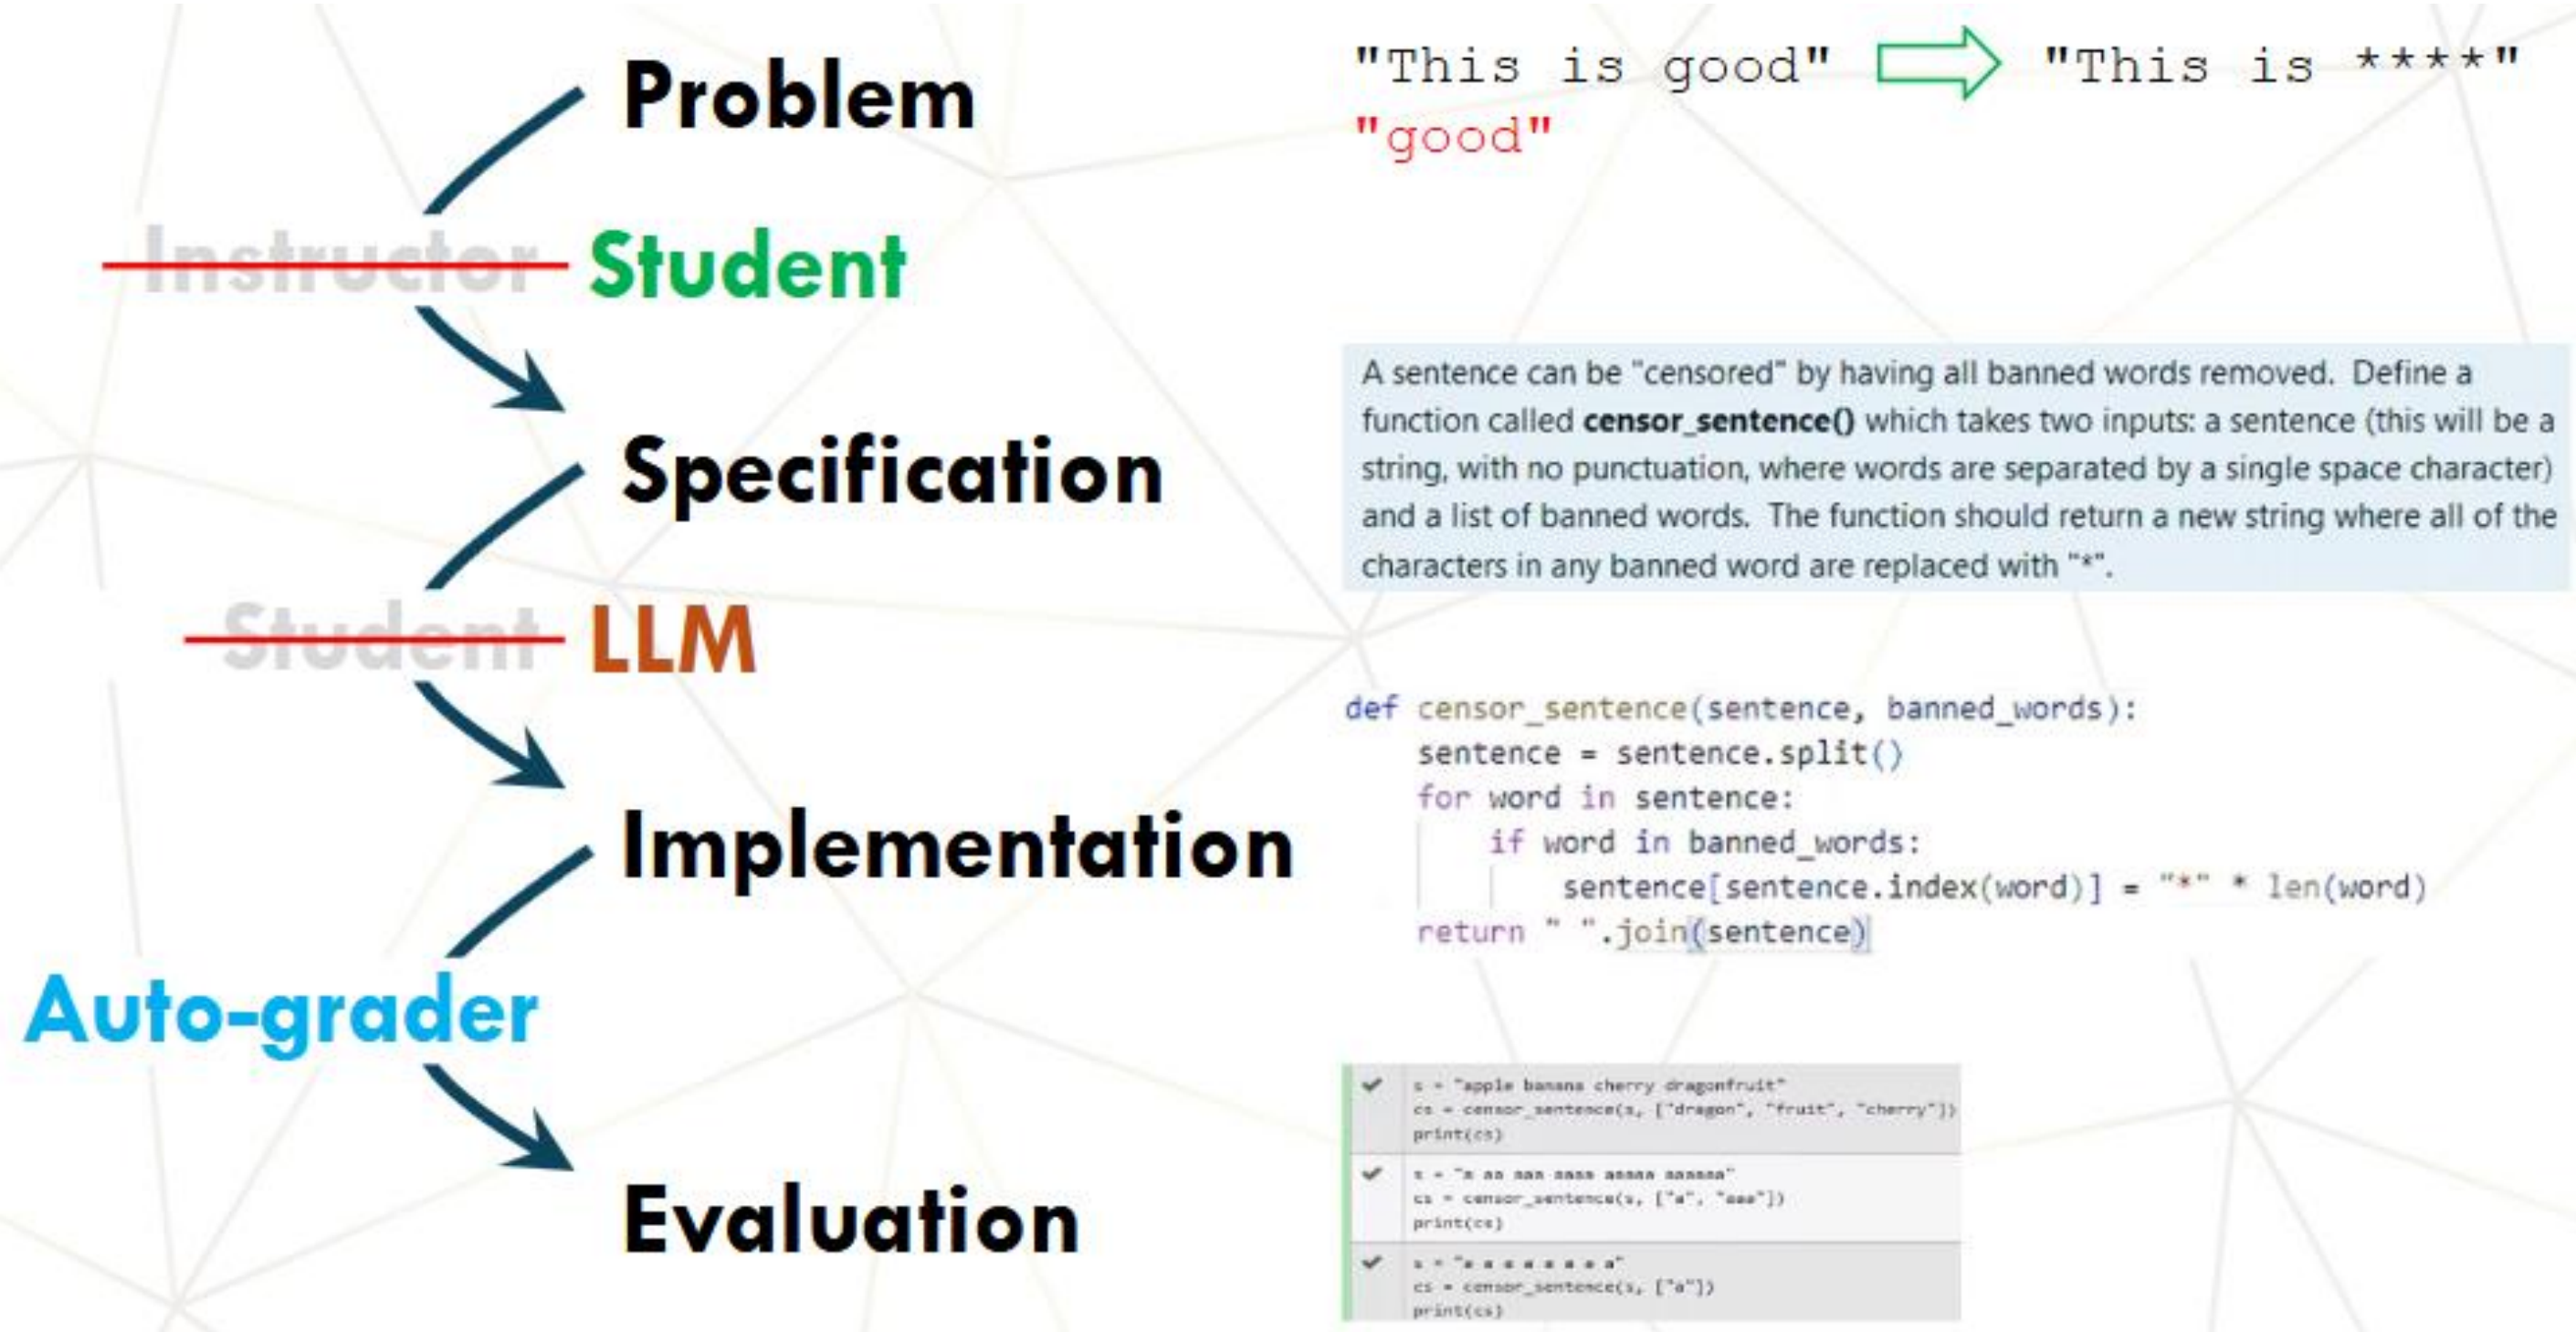 Problem
"This is good" "This is ****"
"good"
Instructor Student
Specification
A sentence can be "censored" by having all banned words removed. Define a
function called censor_sentence() which takes two inputs: a sentence (this will be a
string, with no punctuation, where words are separated by a single space character)
and a list of banned words. The function should return a new string where all of the
characters in any banned word are replaced with "*".
Student LLM
Implementation
def censor_sentence(sentence, banned_words):
sentence = sentence.split()
for word in sentence:
if word in banned_words:
sentence[sentence.index(word)] = "*" * len(word)
return " ".join(sentence)
Auto-grader
Evaluation
s = "apple banana cherry dragonfruit"
cs = censor_sentence(s, ["dragon", "fruit", "cherry"])
print(cs)
s = "a aa aaa aaaa aaaaa aaaaaa"
cs = censor_sentence(s, ["a", "aaa"])
print(cs)
s = "a a a a a a a a"
cs = censor_sentence(s, ["a"])
print(cs)